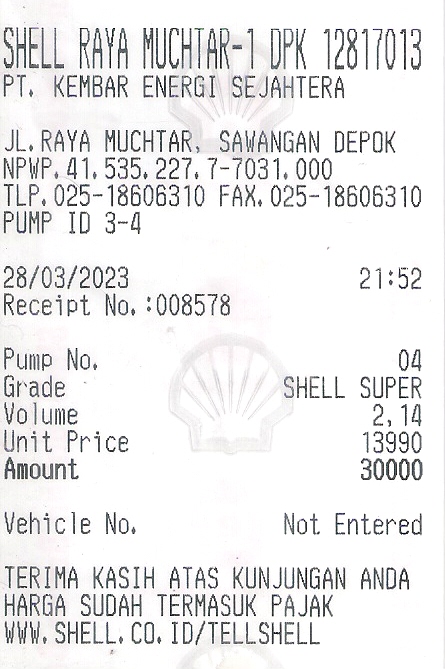 SHELL RAYA MUCHTAR-1 DPK 12817013
PT. KEMBAR ENERGI SEJAHTERA
JL.RAYA MUCHTAR, SAWANGAN DEPOK
NPWP.41.535.227.7-7031.000
TLP.025-18606310 FAX.025-18606310
PUMP ID 3-4
28/03/2023 21:52
Receipt No.:008578
Pump No. 04
Grade SHELL SUPER
Volume 2,14
Unit Price 13990
Amount 30000
Vehicle No. Not Entered
TERIMA KASIH ATAS KUNJUNGAN ANDA
HARGA SUDAH TERMASUK PAJAK
WWW.SHELL.CO.ID/TELLSHELL